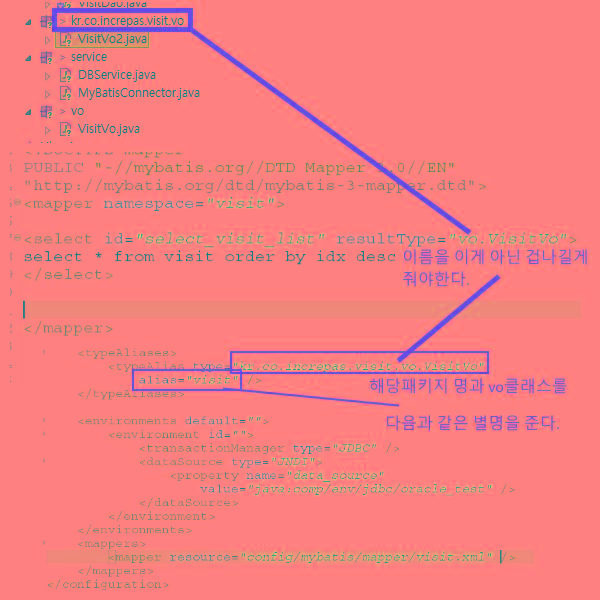 VisitDao.java
> kr.co.increpas.visit.vo
VisitVo2.java
> service
DBService.java
MyBatisConnector.java
> vo
VisitVo.java
<!DOCTYPE mapper
PUBLIC "-//mybatis.org//DTD Mapper 3.0//EN"
"http://mybatis.org/dtd/mybatis-3-mapper.dtd">
<mapper namespace="visit">
<select id="select_visit_list" resultType="vo.VisitVo">
select * from visit order by idx desc 이름을 이게 아닌 겁나길게
</select> 줘야한다.
</mapper>
<typeAliases>
<typeAlias type="kr.co.increpas.visit.vo.VisitVo"
alias="visit" /> 해당패키지 명과 vo클래스를
</typeAliases>
다음과 같은 별명을 준다.
<environments default="">
<environment id="">
<transactionManager type="JDBC" />
<dataSource type="JNDI">
<property name="data_source"
value="java:comp/env/jdbc/oracle_test" />
</dataSource>
</environment>
</environments>
<mappers>
<mapper resource="config/mybatis/mapper/visit.xml" />
</mappers>
</configuration>